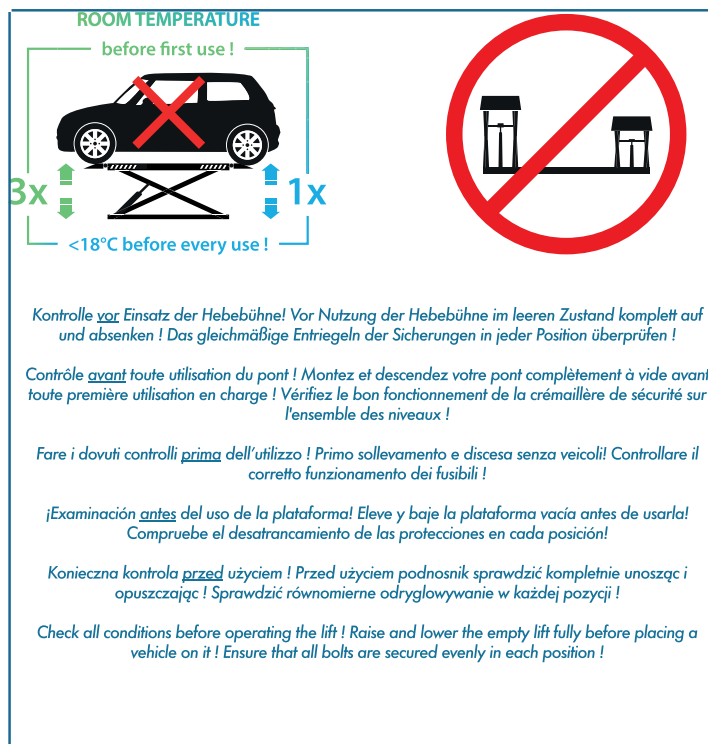 ROOM TEMPERATURE
before first use !
3x
1x
<18°C before every use !
Kontrolle vor Einsatz der Hebebühne! Vor Nutzung der Hebebühne im leeren Zustand komplett auf
und absenken ! Das gleichmäßige Entriegeln der Sicherungen in jeder Position überprüfen !
Contrôle avant toute utilisation du pont ! Montez et descendez votre pont complètement à vide avant
toute première utilisation en charge ! Vérifiez le bon fonctionnement de la crémaillère de sécurité sur
l'ensemble des niveaux !
Fare i dovuti controlli prima dell’utilizzo ! Primo sollevamento e discesa senza veicoli! Controllare il
corretto funzionamento dei fusibili !
¡Examinación antes del uso de la plataforma! Eleve y baje la plataforma vacía antes de usarla!
Compruebe el desatrancamiento de las protecciones en cada posición!
Konieczna kontrola przed użyciem ! Przed użyciem podnosnik sprawdzić kompletnie unosząc i
opuszczając ! Sprawdzić równomierne odryglowywanie w każdej pozycji !
Check all conditions before operating the lift ! Raise and lower the empty lift fully before placing a
vehicle on it ! Ensure that all bolts are secured evenly in each position !